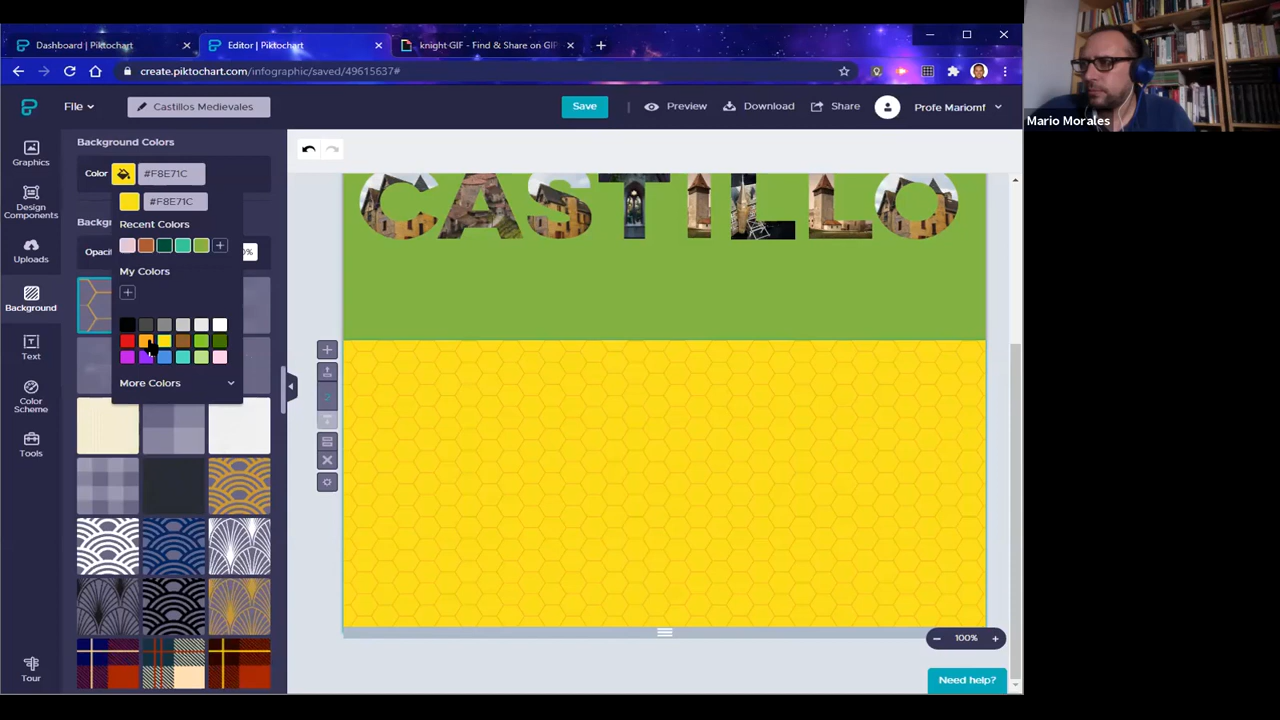 Dashboard | Piktochart
Editor | Piktochart
knight GIF - Find & Share on GIP
create.piktochart.com/infographic/saved/49615637#
File
Castillos Medievales
Save
Preview
Download
Share
Profe Mariomf
Mario Morales
Graphics
Design
Components
Uploads
Background
Text
Color
Scheme
Tools
Tour
Background Colors
Color
#F8E71C
#F8E71C
Recent Colors
My Colors
More Colors
CASTILLO
100%
Need help?